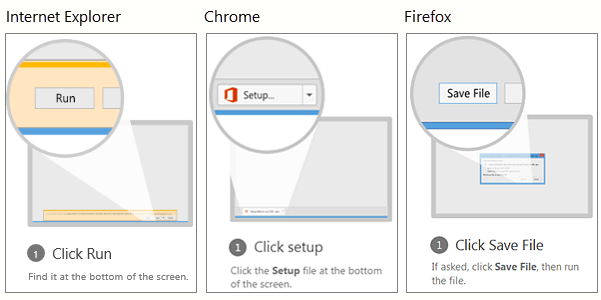 Internet Explorer
Run
1 Click Run
Find it at the bottom of the screen.
Chrome
Setup...
1 Click setup
Click the Setup file at the bottom
of the screen.
Firefox
Save File
1 Click Save File
If asked, click Save File, then run
the file.